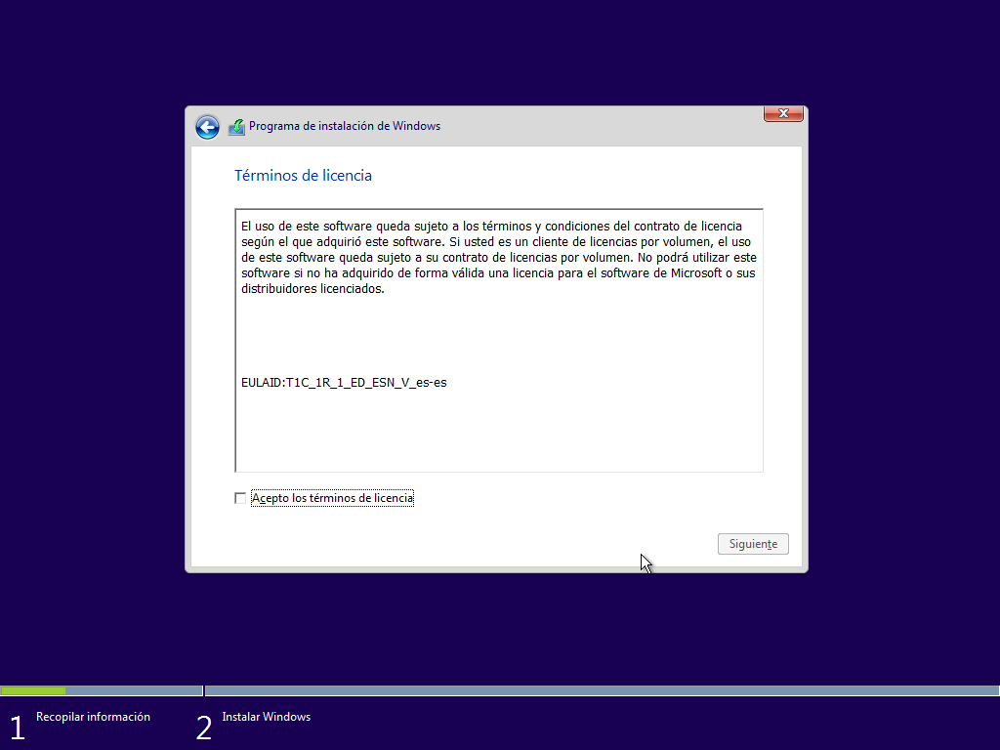 Programa de instalación de Windows
Términos de licencia
El uso de este software queda sujeto a los términos y condiciones del contrato de licencia
según el que adquirió este software. Si usted es un cliente de licencias por volumen, el uso
de este software queda sujeto a su contrato de licencias por volumen. No podrá utilizar este
software si no ha adquirido de forma válida una licencia para el software de Microsoft o sus
distribuidores licenciados.
EULAID:T1C_1R_1_ED_ESN_V_es-es
Acepto los términos de licencia
Siguiente
1 Recopilar información
2 Instalar Windows